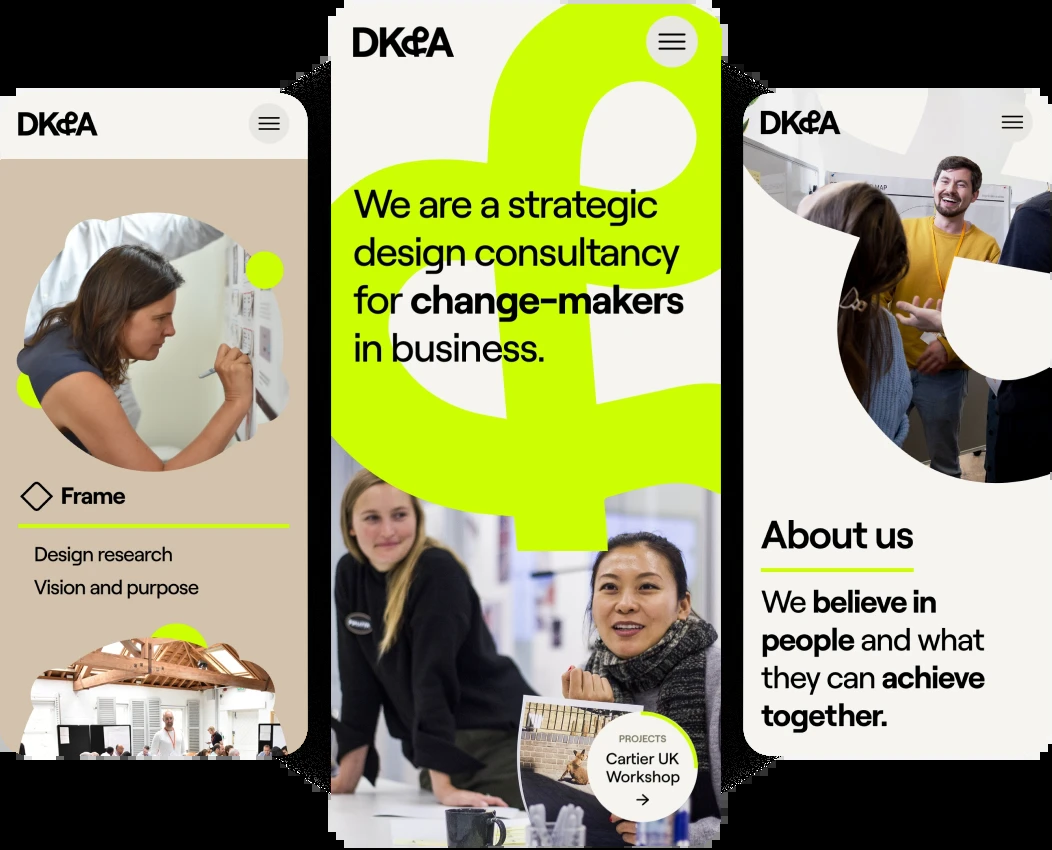 DK&A
Frame
Design research
Vision and purpose
DK&A
We are a strategic
design consultancy
for change-makers
in business.
PROJECTS
Cartier UK
Workshop
DK&A
About us
We believe in
people and what
they can achieve
together.